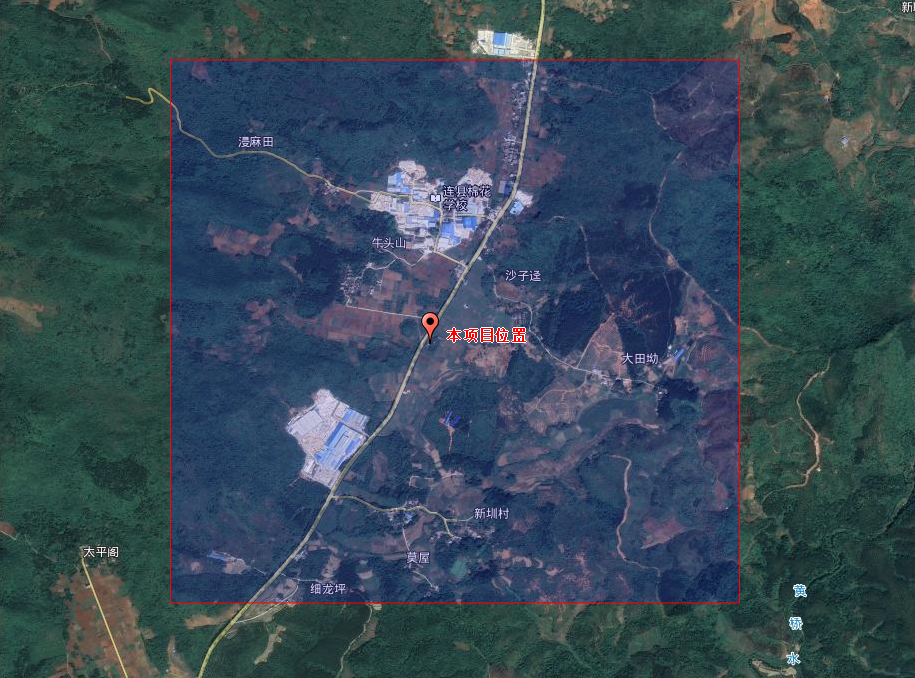 新圳
浸麻田
连县棉花
学校
牛头山
沙子迳
本项目位置
大田坳
新圳村
太平阁
莫屋
细龙坪
黄
桥
水